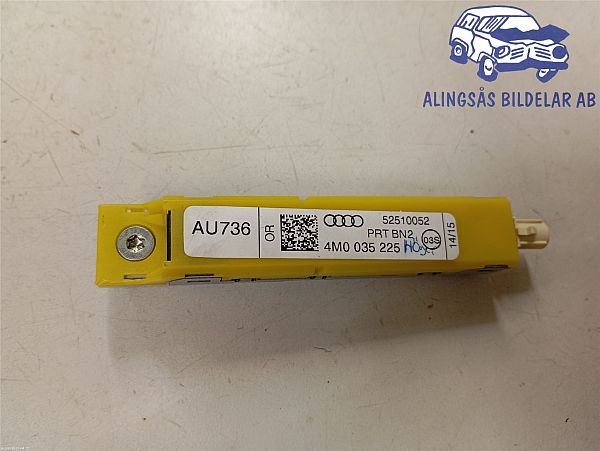 ALINGSÅS BILDELAR AB
AU736
OR
52510052
PRT BN2
4M0 035 225
03S
14/15